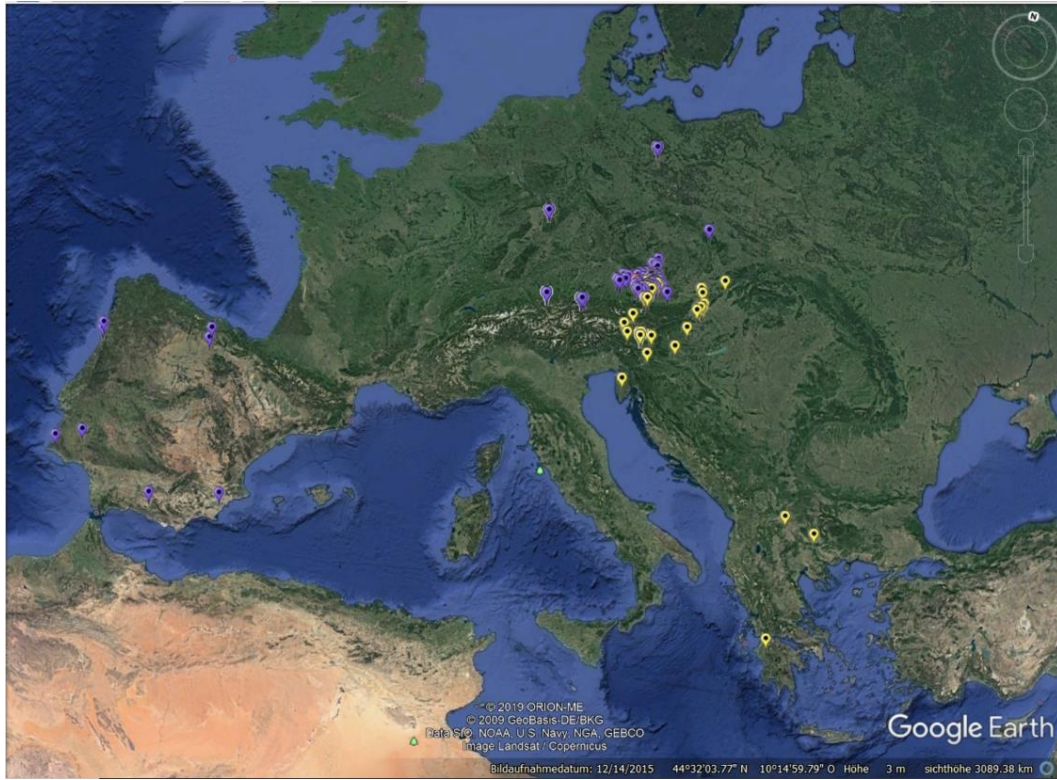 N
© 2019 ORION-ME
© 2009 GeoBasis-DE/BKG
Data SIO, NOAA, U.S. Navy, NGA, GEBCO
Image Landsat / Copernicus
Google Earth
Bildaufnahmedatum: 12/14/2015 44°32'03.77" N 10°14'59.79" O Höhe 3 m sichthöhe 3089.38 km